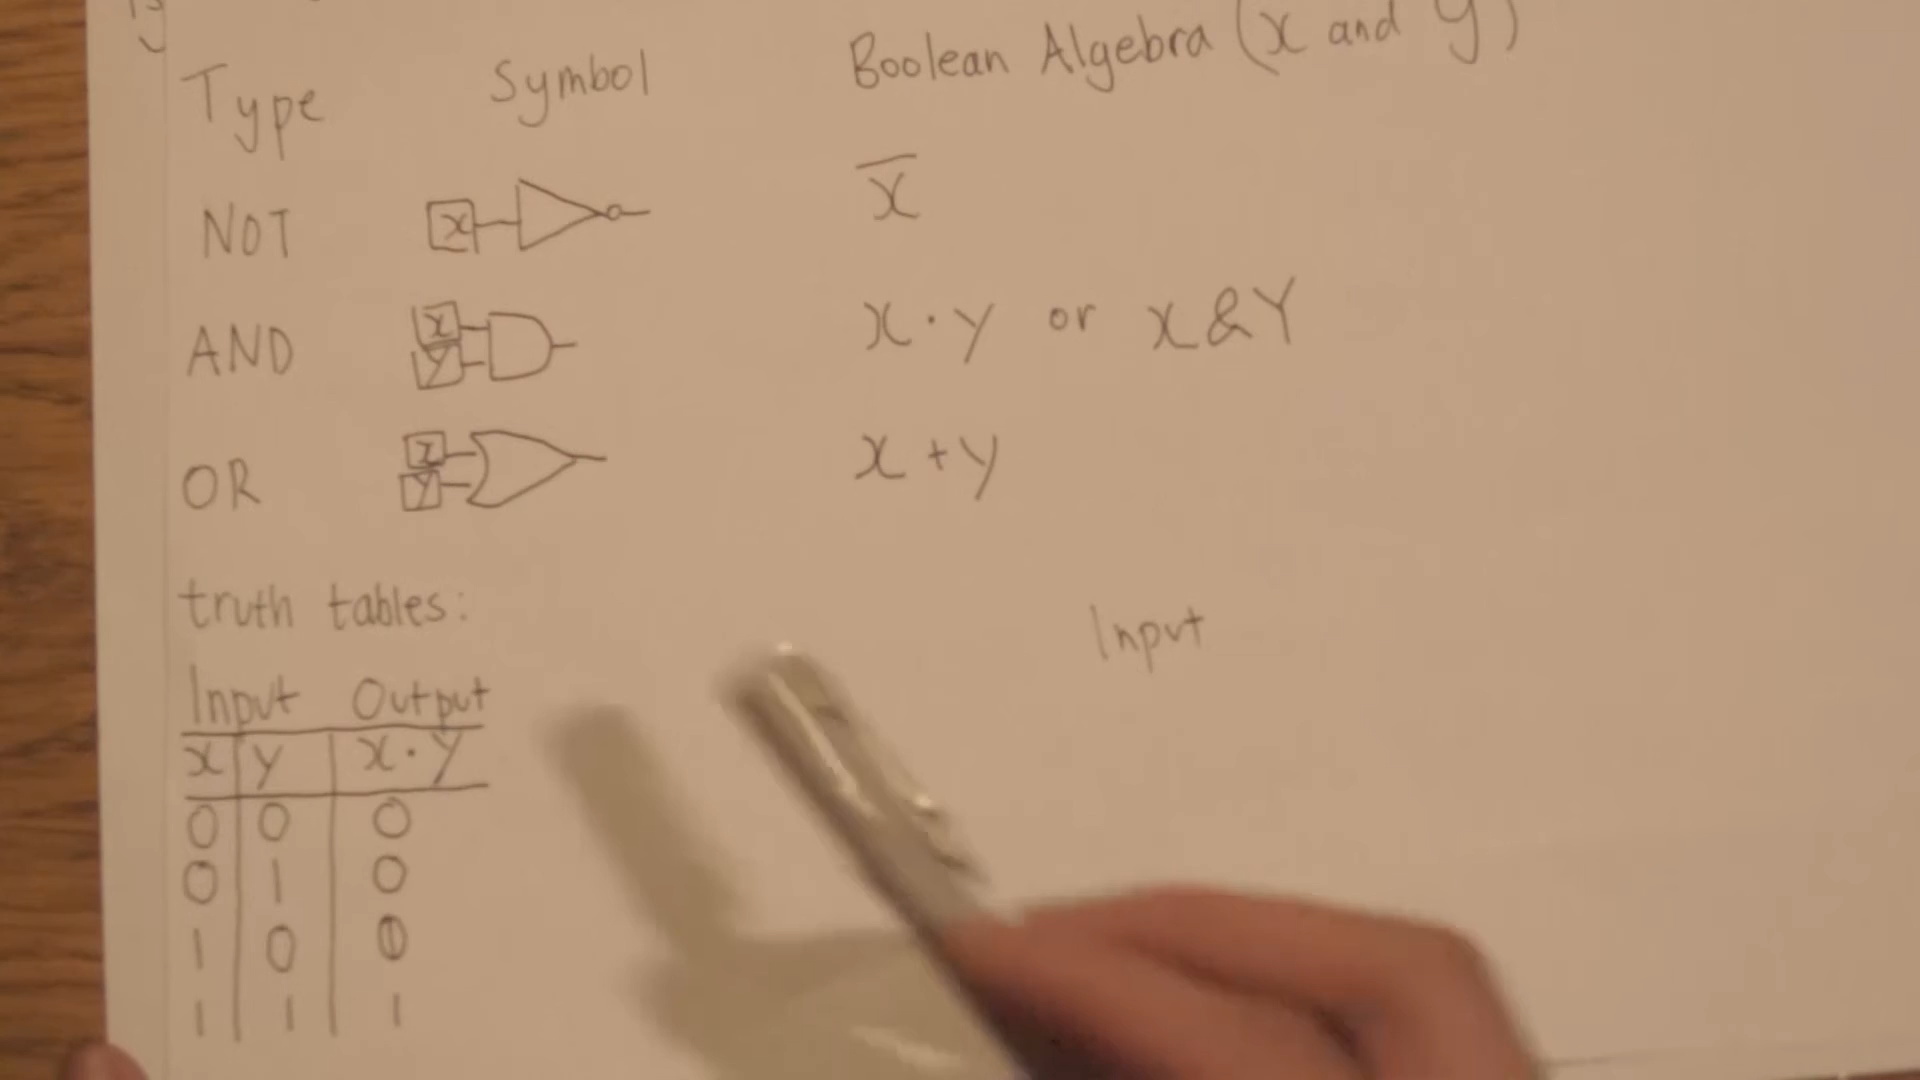 Type Symbol Boolean Algebra (x and y)
NOT x x̅
AND x y x · y or x & Y
OR x y x + y
truth tables:
Input
Input Output
x y x · y
0 0 0
0 1 0
1 0 0
1 1 1